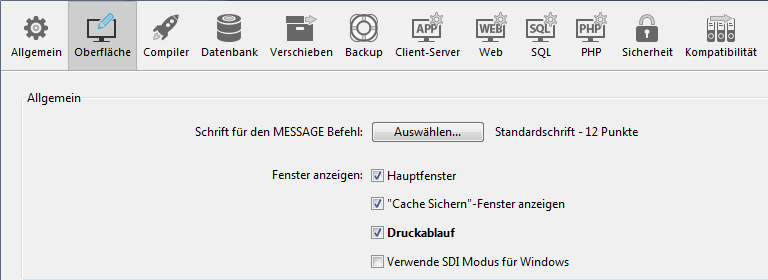 APP WEB SQL PHP
Allgemein Oberfläche Compiler Datenbank Verschieben Backup Client-Server Web SQL PHP Sicherheit Kompatibilität
Allgemein
Schrift für den MESSAGE Befehl: Auswählen... Standardschrift - 12 Punkte
Fenster anzeigen: Hauptfenster
"Cache Sichern"-Fenster anzeigen
Druckablauf
Verwende SDI Modus für Windows